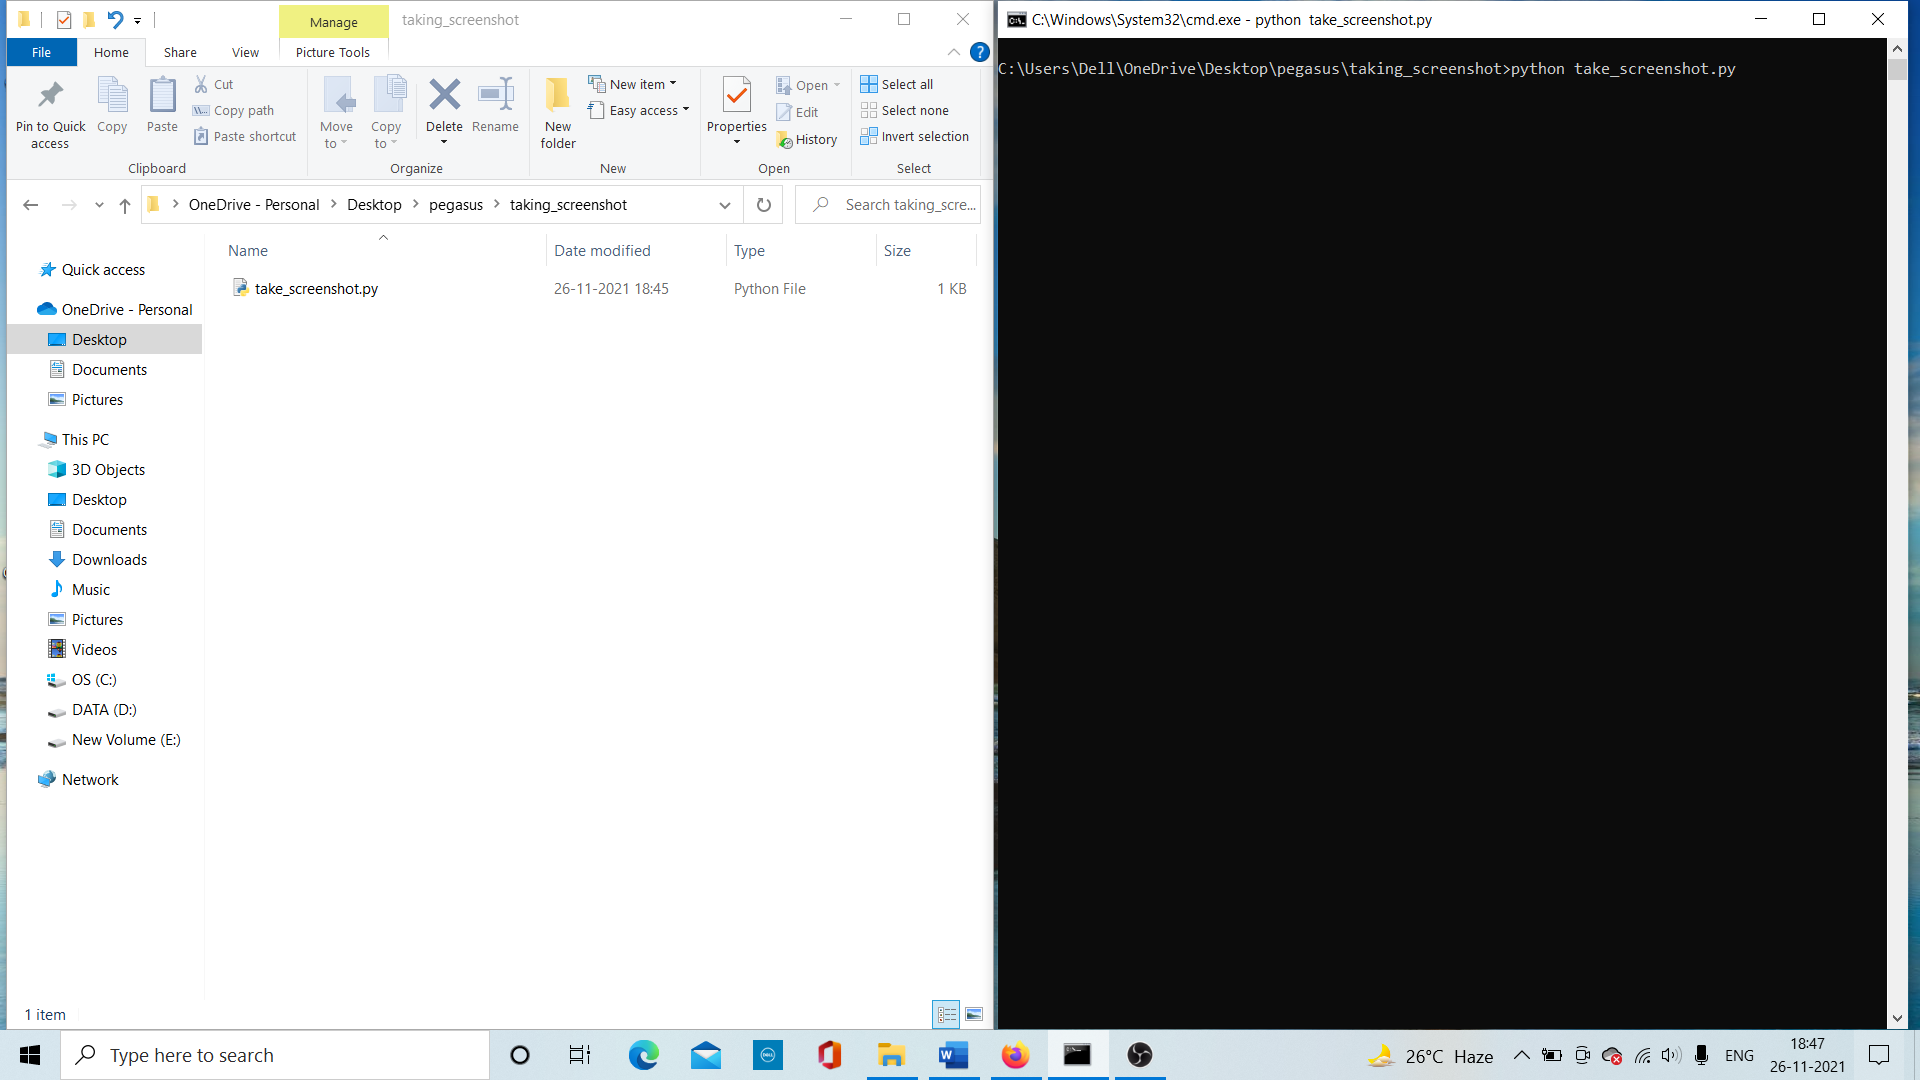 Manage
taking_screenshot
File
Home
Share
View
Picture Tools
?
Pin to Quick access
Copy
Paste
Cut
Copy path
Paste shortcut
Clipboard
Move to
Copy to
Delete
Rename
Organize
New folder
New item
Easy access
New
Properties
Open
Edit
History
Open
Select all
Select none
Invert selection
Select
OneDrive - Personal
Desktop
pegasus
taking_screenshot
Search taking_scre...
Name
Date modified
Type
Size
take_screenshot.py
26-11-2021 18:45
Python File
1 KB
Quick access
OneDrive - Personal
Desktop
Documents
Pictures
This PC
3D Objects
Desktop
Documents
Downloads
Music
Pictures
Videos
OS (C:)
DATA (D:)
New Volume (E:)
Network
1 item
C:\Windows\System32\cmd.exe - python  take_screenshot.py
C:\Users\Dell\OneDrive\Desktop\pegasus\taking_screenshot>python take_screenshot.py
Type here to search
DELL
W
26°C Haze
ENG
18:47
26-11-2021